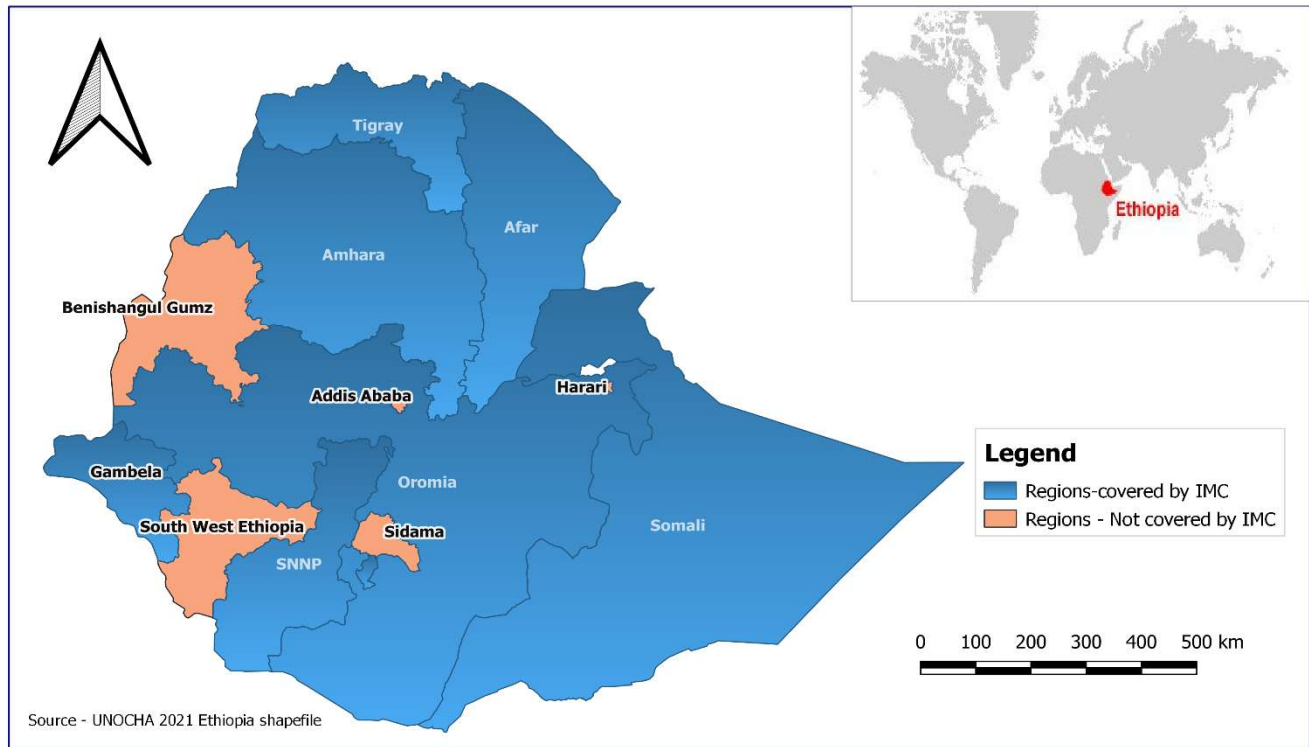 Ethiopia
Tigray
Afar
Amhara
Benishangul Gumz
Addis Ababa
Harari
Gambela
Oromia
South West Ethiopia
Sidama
Somali
SNNP
Legend
Regions-covered by IMC
Regions - Not covered by IMC
0 100 200 300 400 500 km
Source - UNOCHA 2021 Ethiopia shapefile